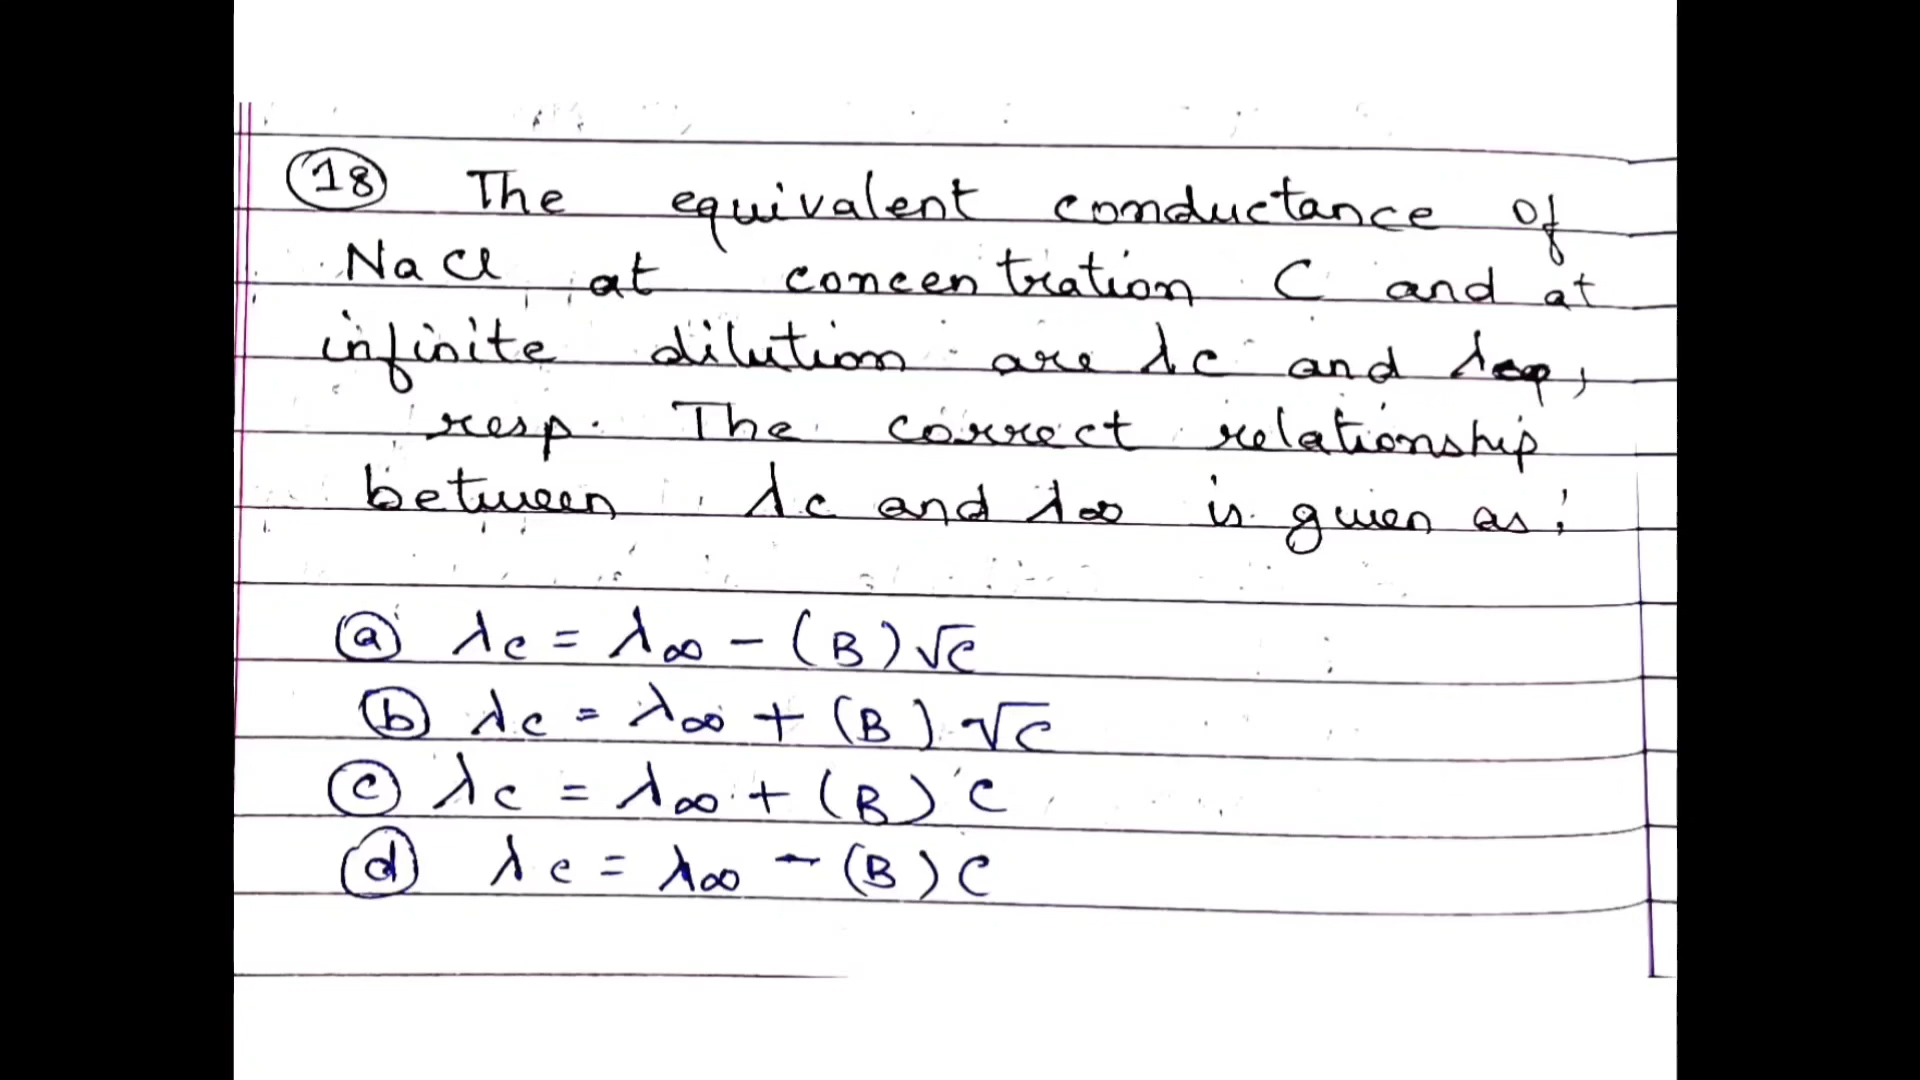 18 The equivalent conductance of
NaCl at concentration C and at
infinite dilution are λc and λ∞,
resp. The correct relationship
between λc and λ∞ is given as:
a λc = λ∞ - (B)√c
b λc = λ∞ + (B) √c
c λc = λ∞ + (B) C
d λc = λ∞ - (B) C